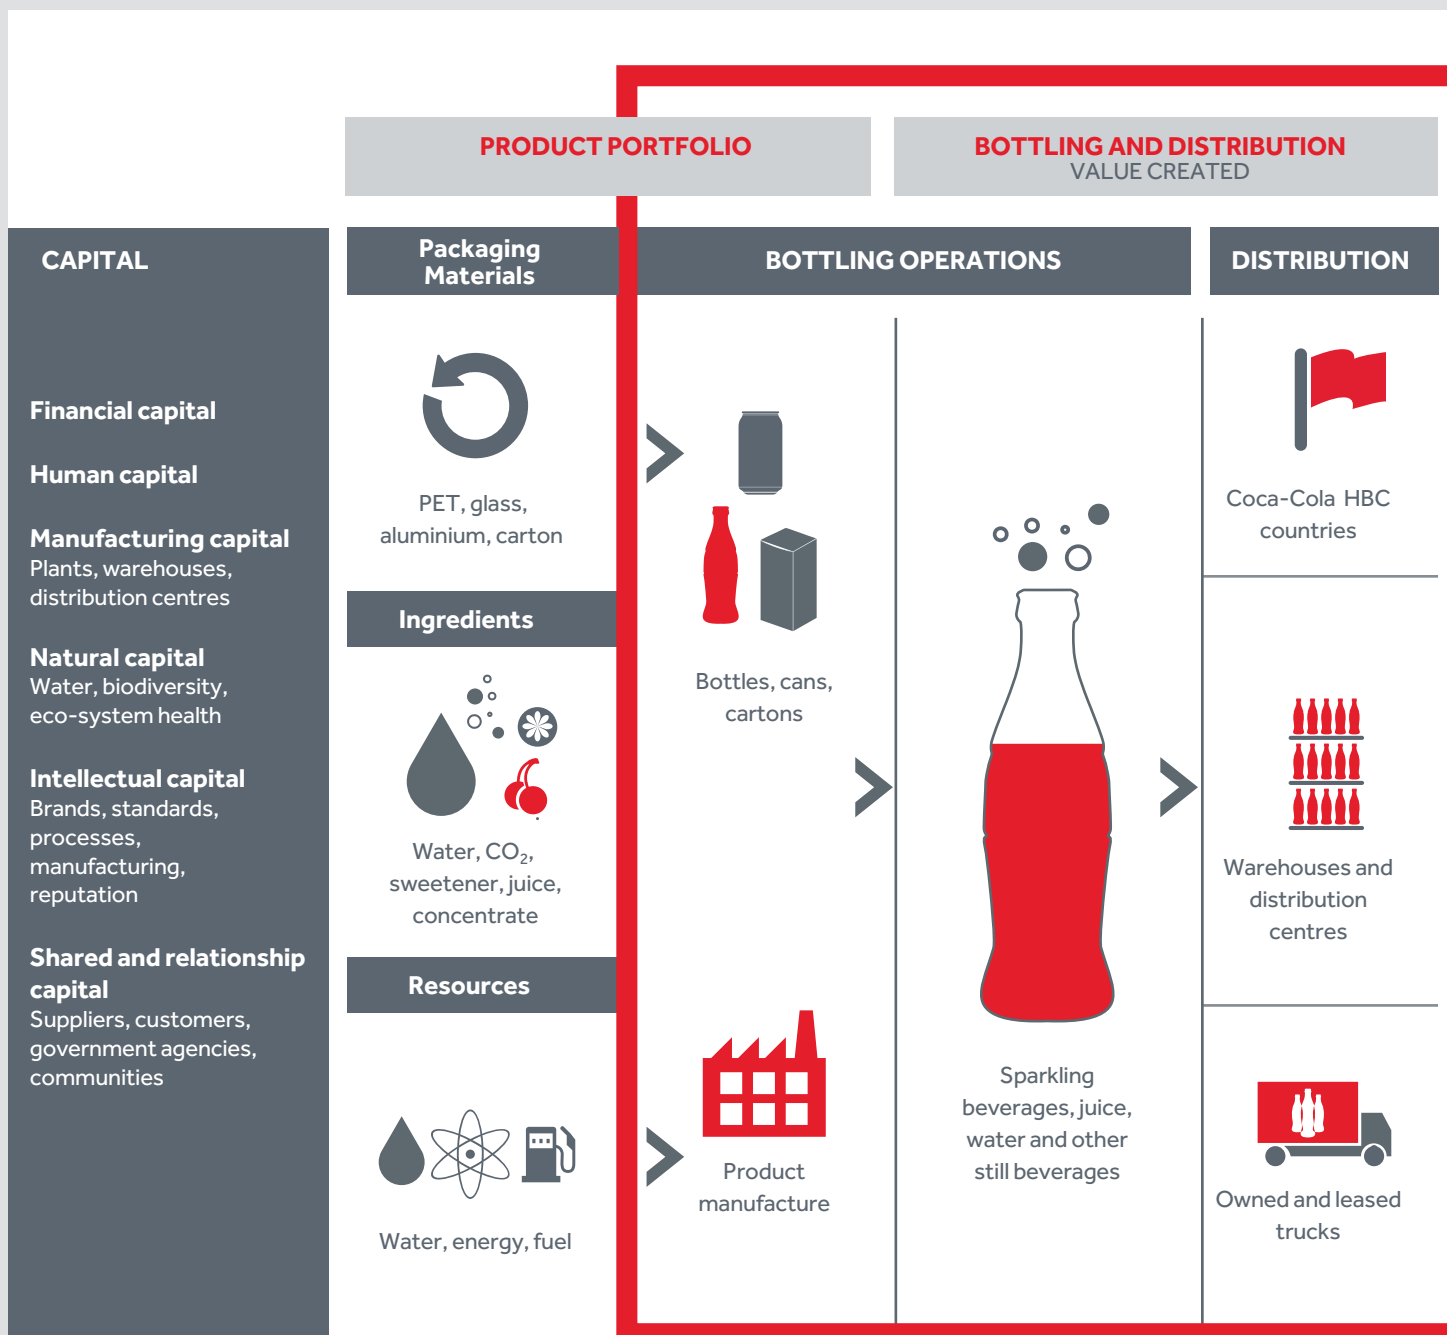 PRODUCT PORTFOLIO
BOTTLING AND DISTRIBUTION
VALUE CREATED
CAPITAL
Financial capital
Human capital
Manufacturing capital
Plants, warehouses,
distribution centres
Natural capital
Water, biodiversity,
eco-system health
Intellectual capital
Brands, standards,
processes,
manufacturing,
reputation
Shared and relationship
capital
Suppliers, customers,
government agencies,
communities
Packaging
Materials
PET, glass,
aluminium, carton
Ingredients
Water, CO₂,
sweetener, juice,
concentrate
Resources
Water, energy, fuel
BOTTLING OPERATIONS
Bottles, cans,
cartons
Product
manufacture
Sparkling
beverages, juice,
water and other
still beverages
DISTRIBUTION
Coca-Cola HBC
countries
Warehouses and
distribution
centres
Owned and leased
trucks